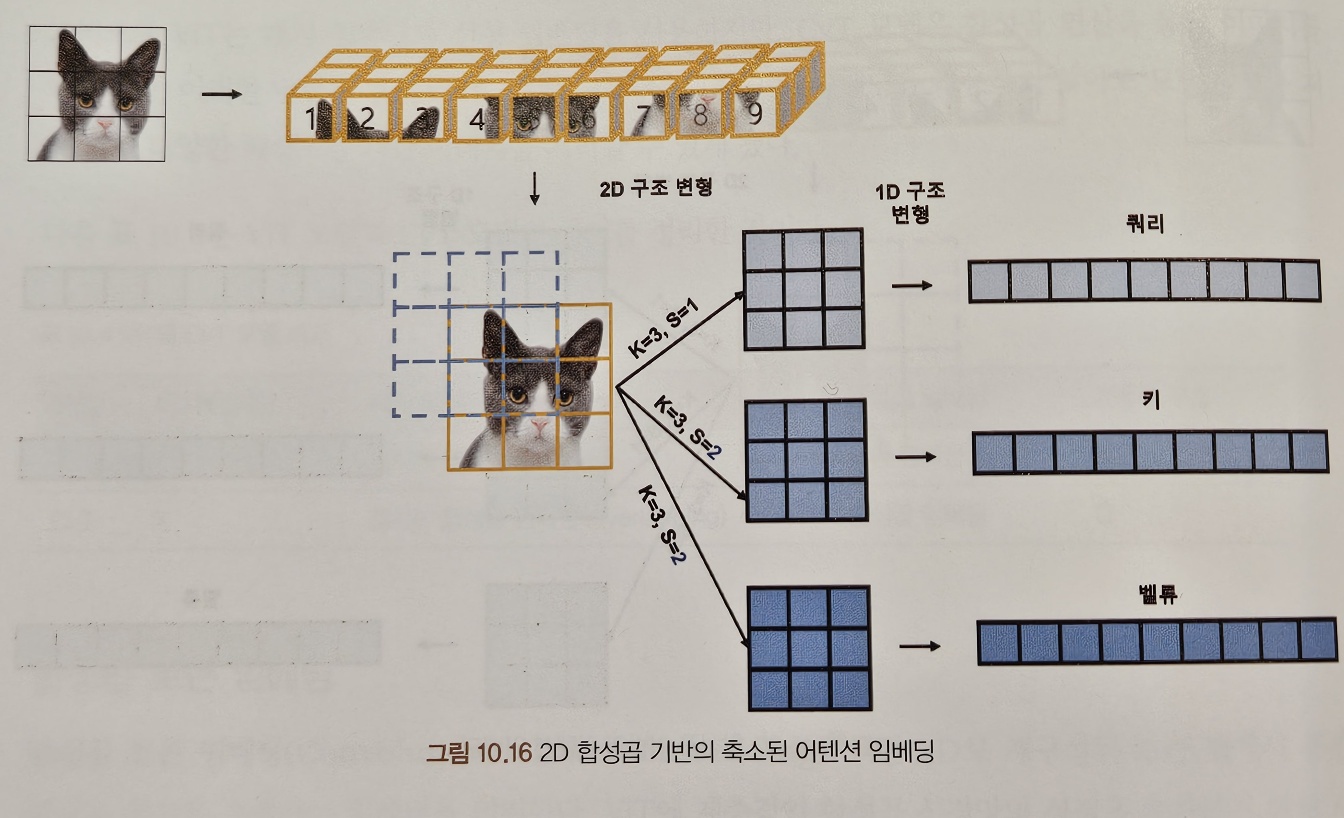 1 2 3 4 5 6 7 8 9
2D 구조 변형
1D 구조
변형
쿼리
K=3, S=1
키
K=3, S=2
K=3, S=2
벨류
그림 10.16 2D 합성곱 기반의 축소된 어텐션 임베딩